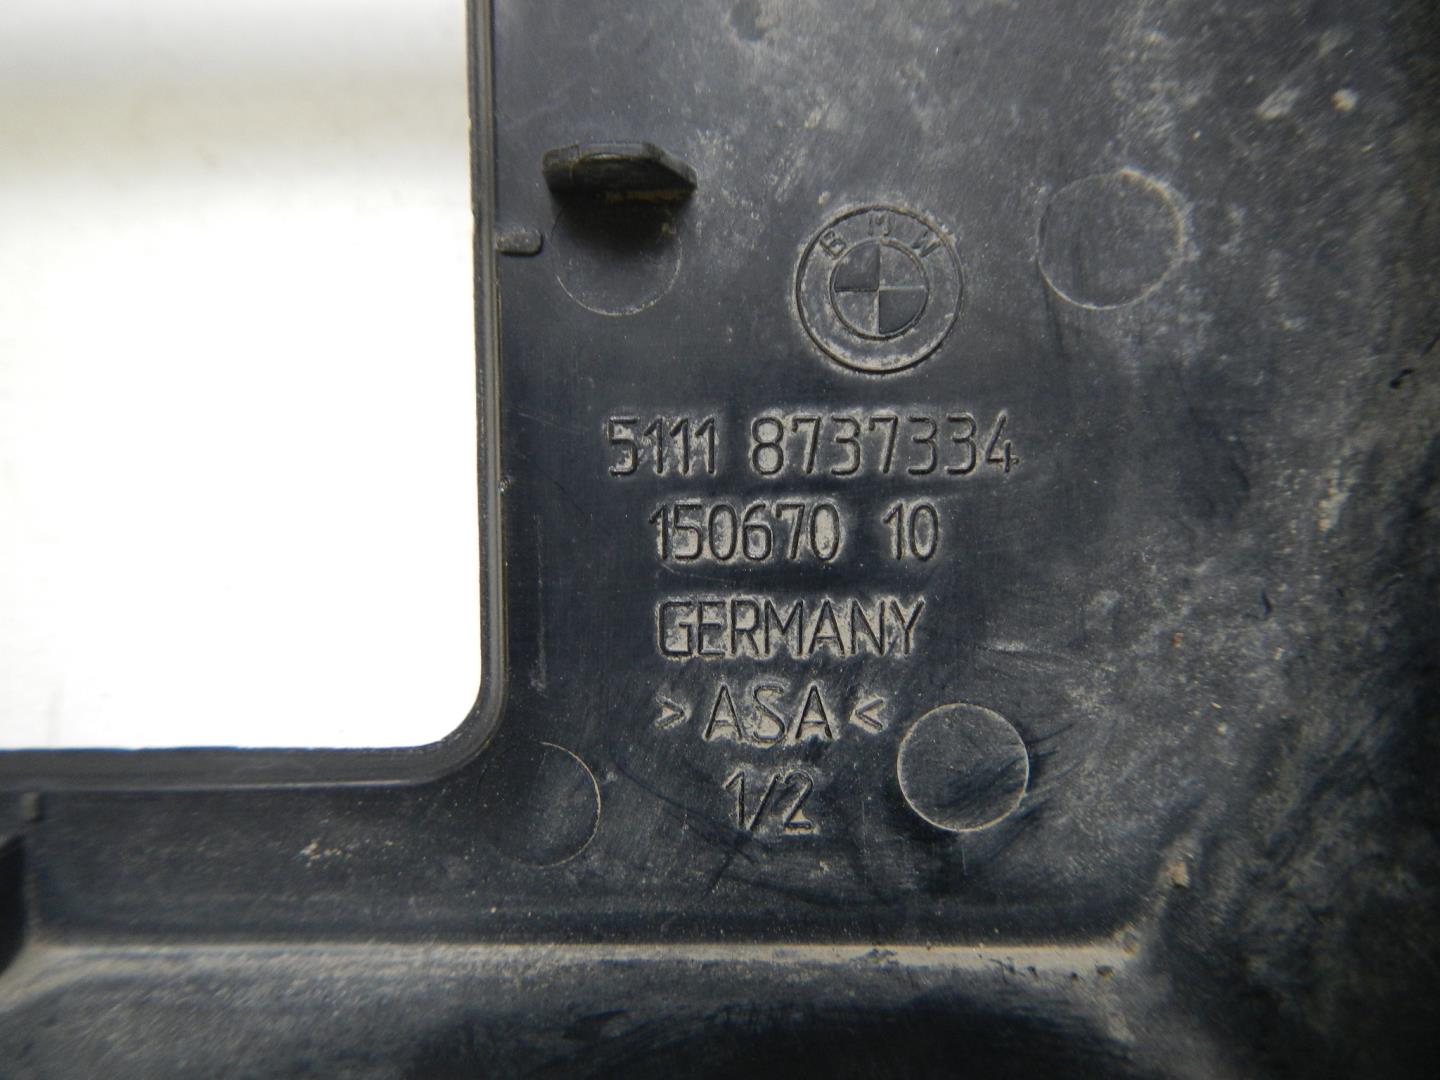 BMW
5111 8737334
150670 10
GERMANY
>ASA<
1/2